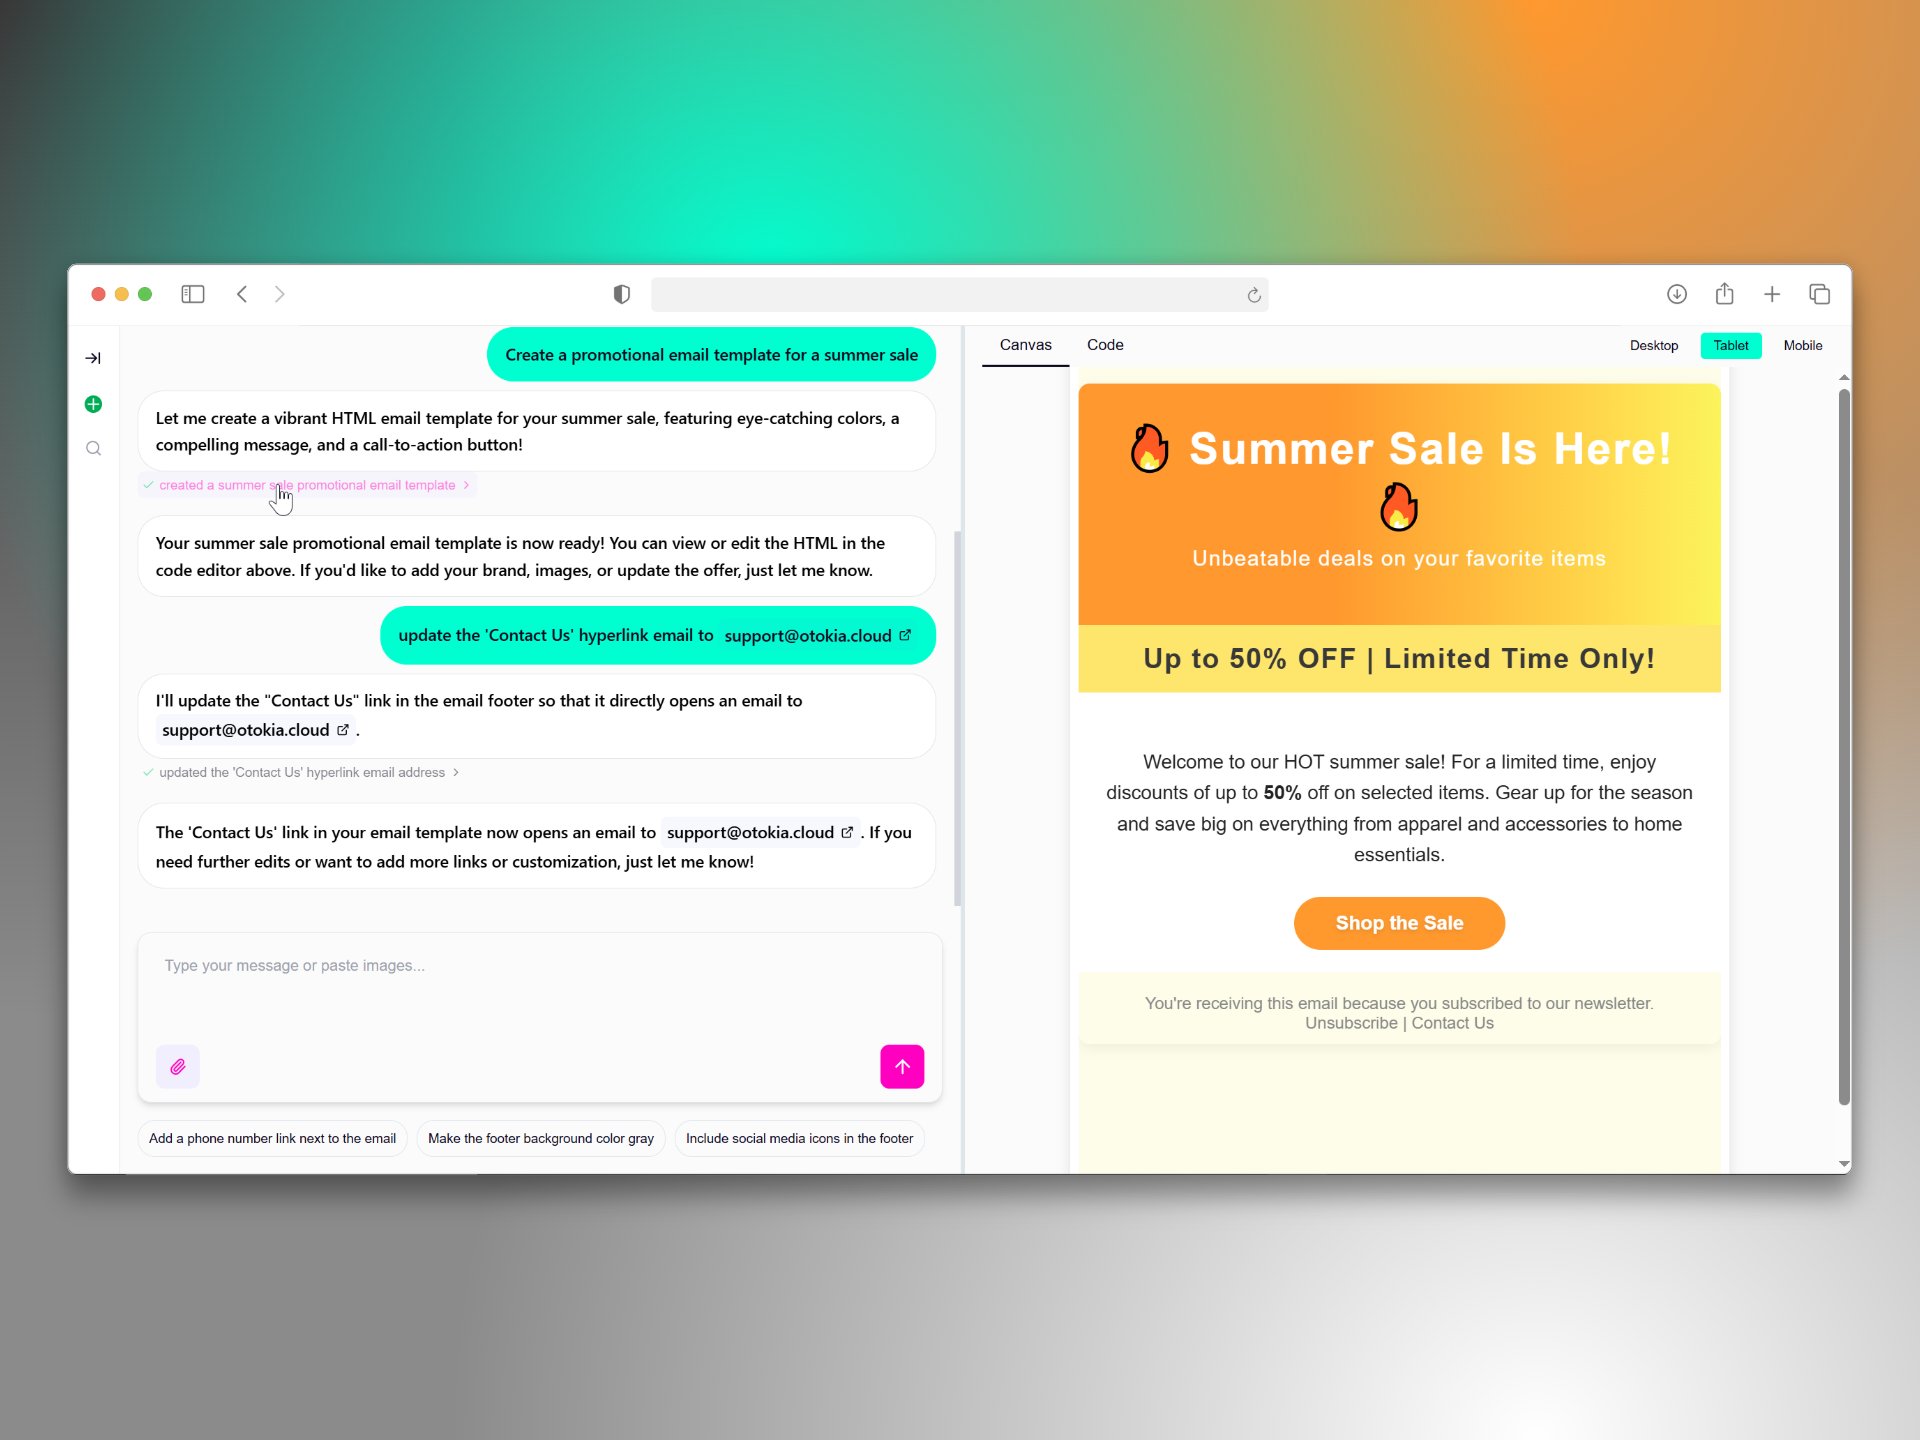 Create a promotional email template for a summer sale
Let me create a vibrant HTML email template for your summer sale, featuring eye-catching colors, a
compelling message, and a call-to-action button!
created a summer sale promotional email template
Your summer sale promotional email template is now ready! You can view or edit the HTML in the
code editor above. If you'd like to add your brand, images, or update the offer, just let me know.
update the 'Contact Us' hyperlink email to support@otokia.cloud
I'll update the "Contact Us" link in the email footer so that it directly opens an email to
support@otokia.cloud .
updated the 'Contact Us' hyperlink email address
The 'Contact Us' link in your email template now opens an email to support@otokia.cloud . If you
need further edits or want to add more links or customization, just let me know!
Type your message or paste images...
Add a phone number link next to the email
Make the footer background color gray
Include social media icons in the footer
Canvas
Code
Desktop
Tablet
Mobile
🔥 Summer Sale Is Here!
🔥
Unbeatable deals on your favorite items
Up to 50% OFF | Limited Time Only!
Welcome to our HOT summer sale! For a limited time, enjoy
discounts of up to 50% off on selected items. Gear up for the season
and save big on everything from apparel and accessories to home
essentials.
Shop the Sale
You're receiving this email because you subscribed to our newsletter.
Unsubscribe | Contact Us